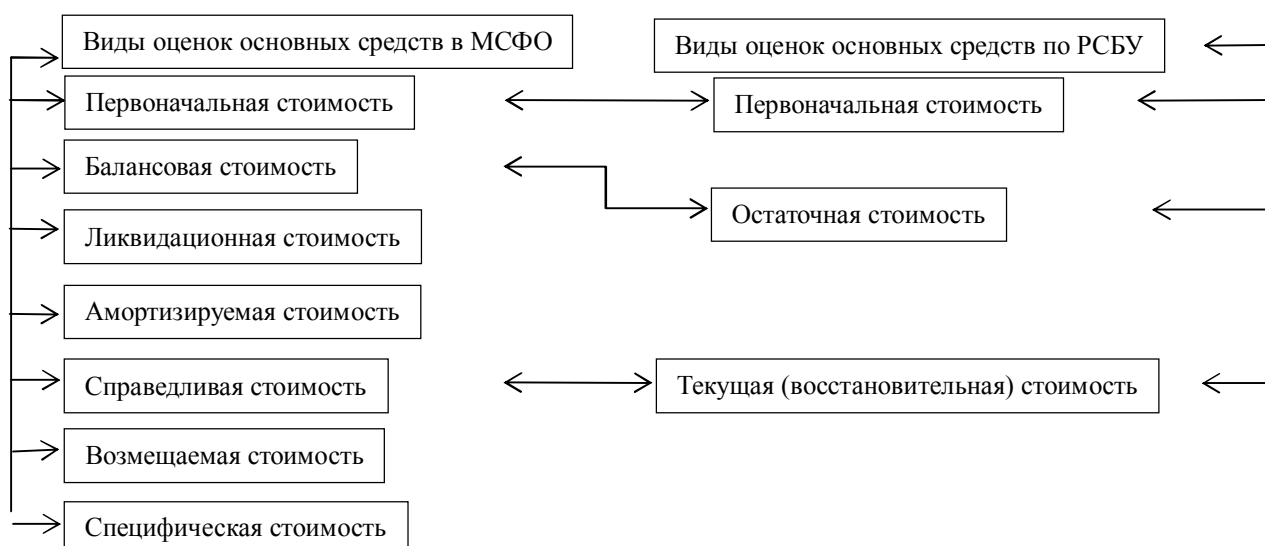 Виды оценок основных средств в МСФО
Виды оценок основных средств по РСБУ
Первоначальная стоимость
Первоначальная стоимость
Балансовая стоимость
Остаточная стоимость
Ликвидационная стоимость
Амортизируемая стоимость
Справедливая стоимость
Текущая (восстановительная) стоимость
Возмещаемая стоимость
Специфическая стоимость